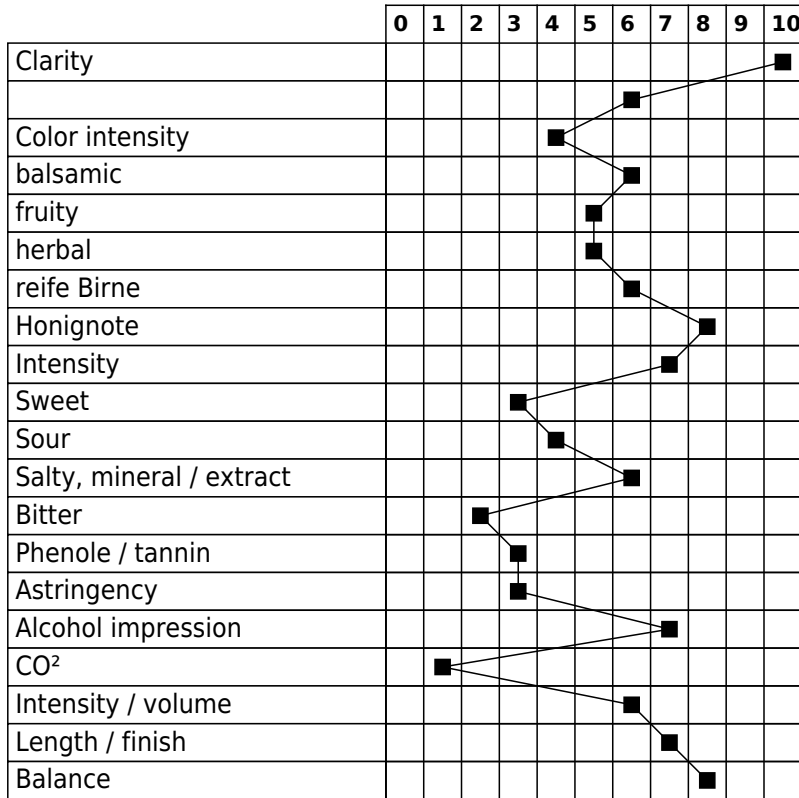 0 1 2 3 4 5 6 7 8 9 10
Clarity
Color intensity
balsamic
fruity
herbal
reife Birne
Honignote
Intensity
Sweet
Sour
Salty, mineral / extract
Bitter
Phenole / tannin
Astringency
Alcohol impression
CO²
Intensity / volume
Length / finish
Balance